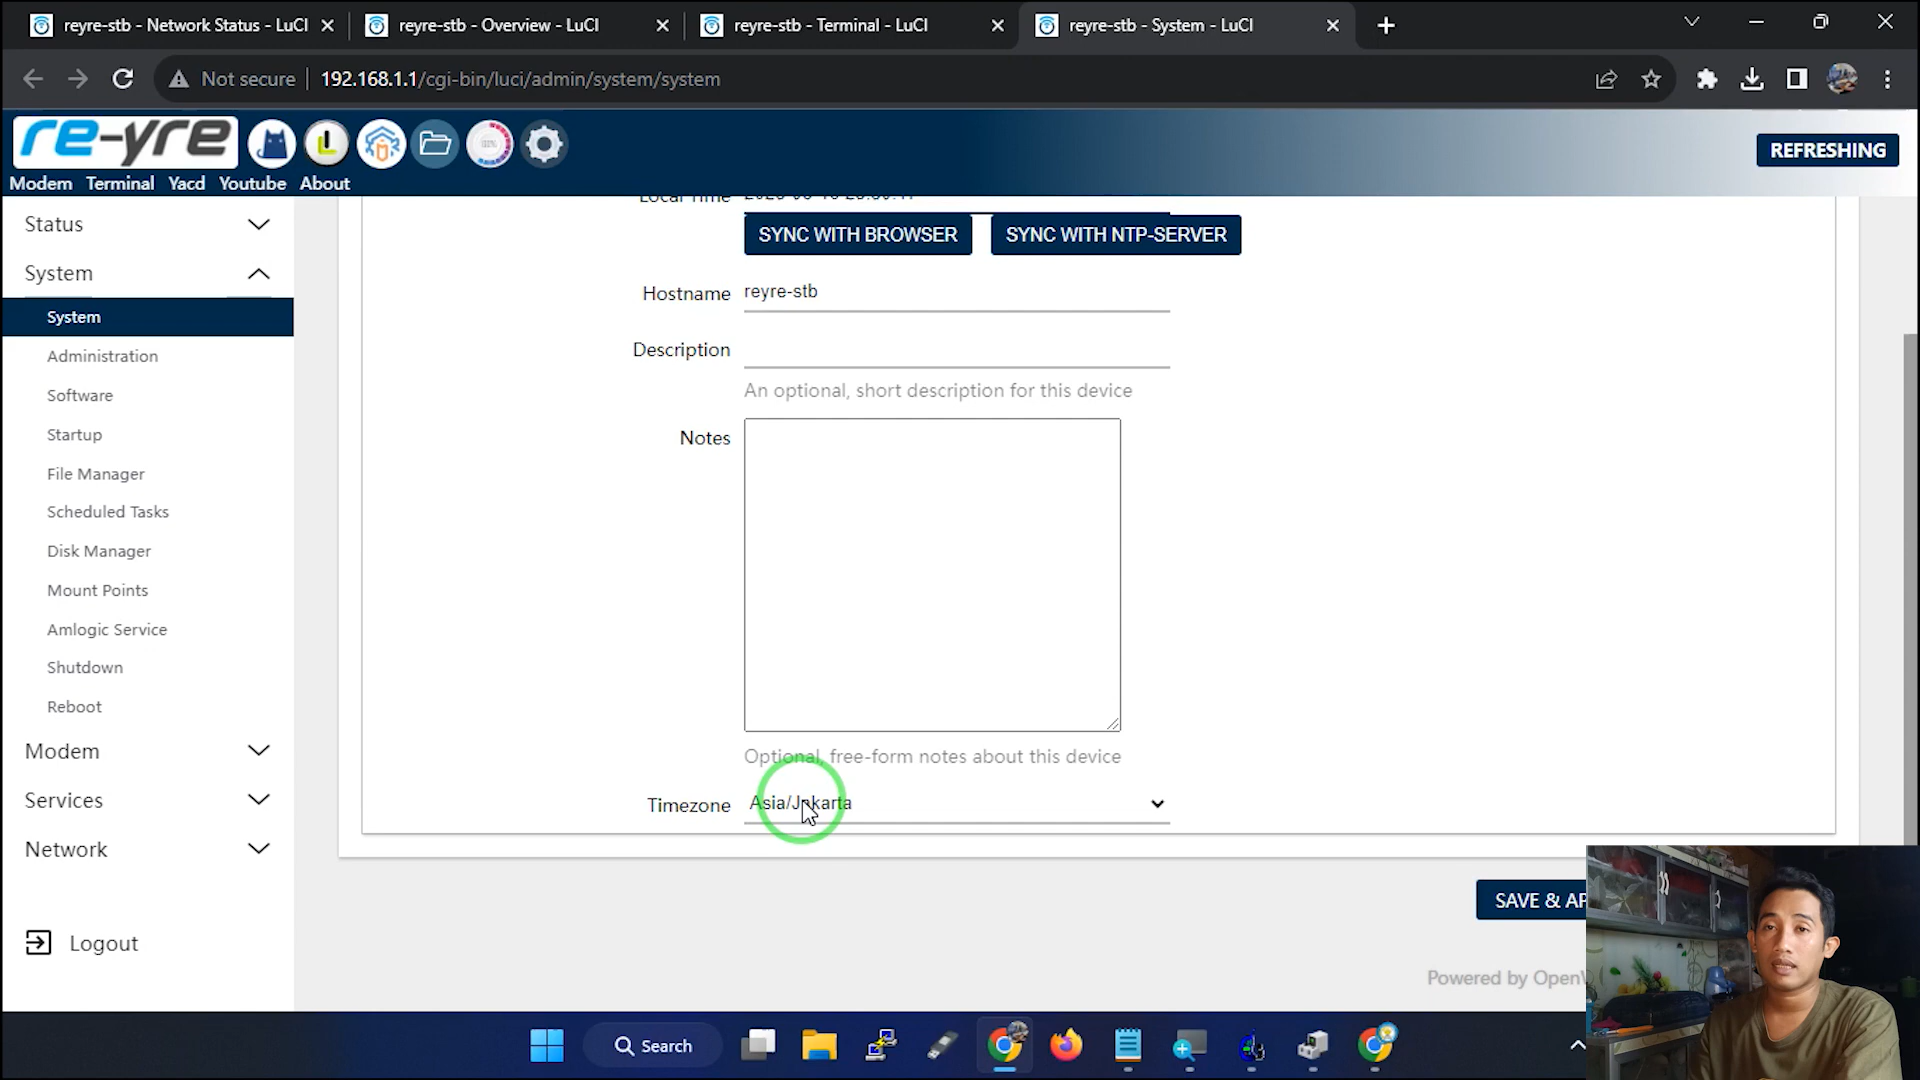 reyre-stb - Network Status - LuCI
reyre-stb - Overview - LuCI
reyre-stb - Terminal - LuCI
reyre-stb - System - LuCI
Not secure
192.168.1.1/cgi-bin/luci/admin/system/system
re-yre
100%
REFRESHING
Modem Terminal Yacd Youtube About
Status
System
System
Administration
Software
Startup
File Manager
Scheduled Tasks
Disk Manager
Mount Points
Amlogic Service
Shutdown
Reboot
Modem
Services
Network
Logout
Local Time
SYNC WITH BROWSER
SYNC WITH NTP-SERVER
Hostname
reyre-stb
Description
An optional, short description for this device
Notes
Optional, free-form notes about this device
Timezone
Asia/Jakarta
SAVE & AP
Powered by OpenW
Search